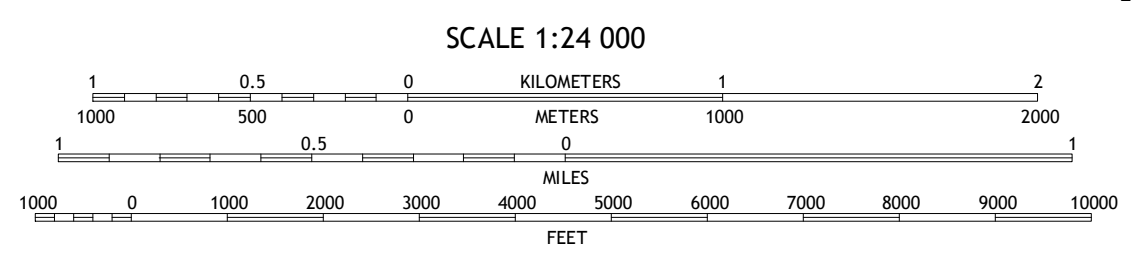 SCALE 1:24 000
1 0.5 0 KILOMETERS 1 2
1000 500 0 METERS 1000 2000
1 0.5 0 1
MILES
1000 0 1000 2000 3000 4000 5000 6000 7000 8000 9000 10000
FEET